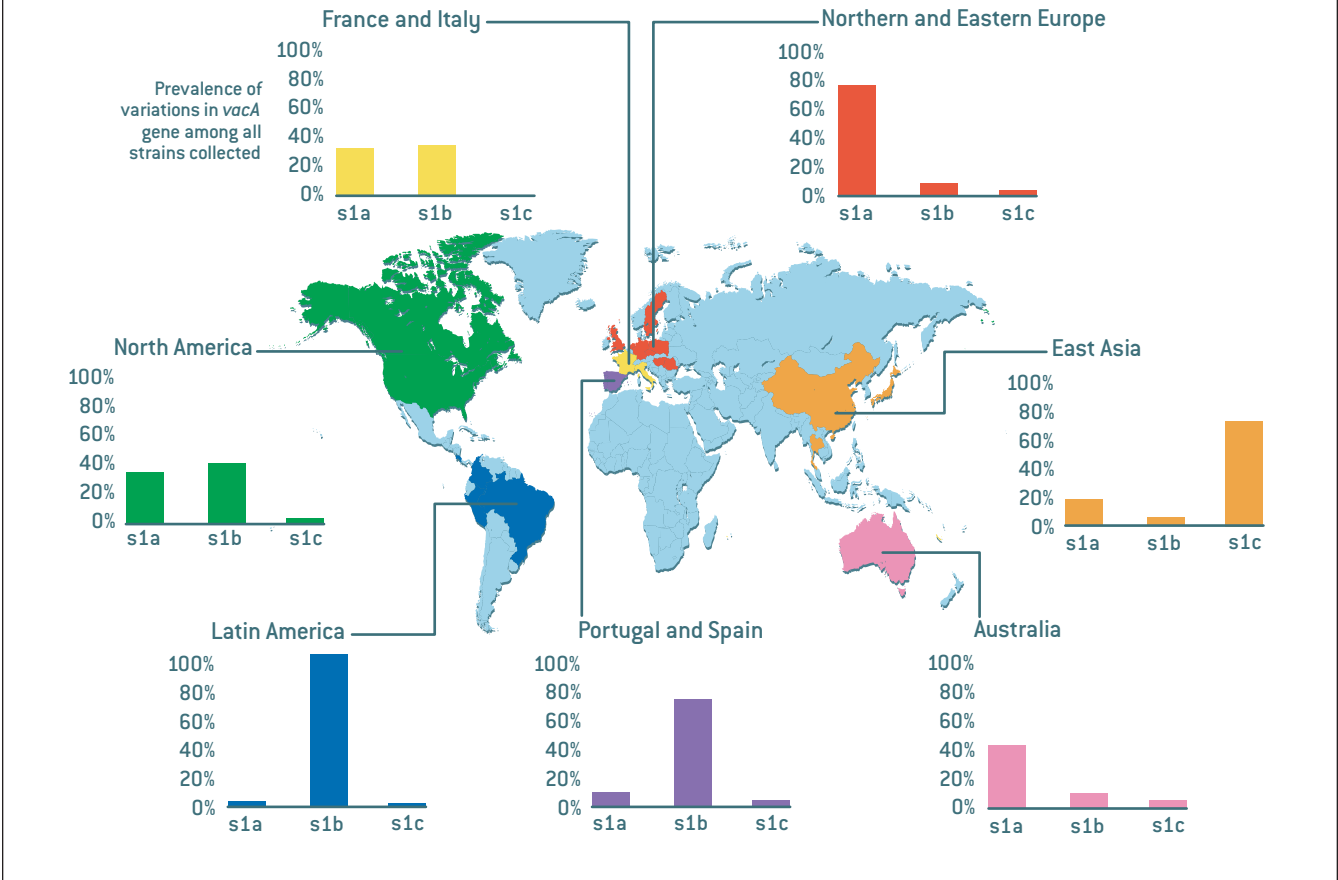 France and Italy
100%
80%
60%
40%
20%
0%
s1a s1b s1c
Prevalence of
variations in vacA
gene among all
strains collected
Northern and Eastern Europe
100%
80%
60%
40%
20%
0%
s1a s1b s1c
North America
100%
80%
60%
40%
20%
0%
s1a s1b s1c
East Asia
100%
80%
60%
40%
20%
0%
s1a s1b s1c
Latin America
100%
80%
60%
40%
20%
0%
s1a s1b s1c
Portugal and Spain
100%
80%
60%
40%
20%
0%
s1a s1b s1c
Australia
100%
80%
60%
40%
20%
0%
s1a s1b s1c